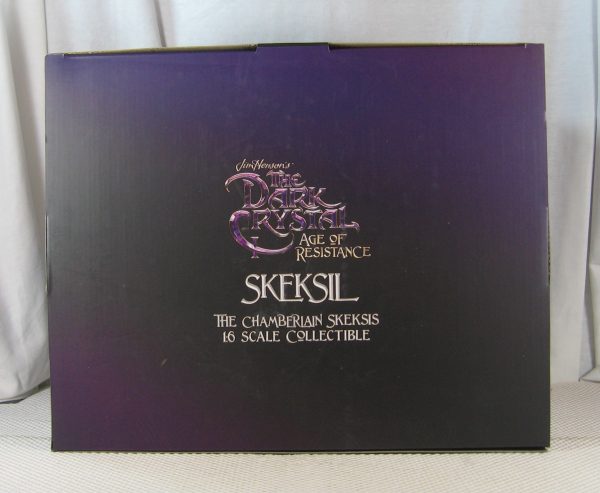 Jim Henson's
The
Dark
Crystal
Age of
Resistance
SKEKSIL
The Chamberlain Skeksis
1:6 Scale Collectible